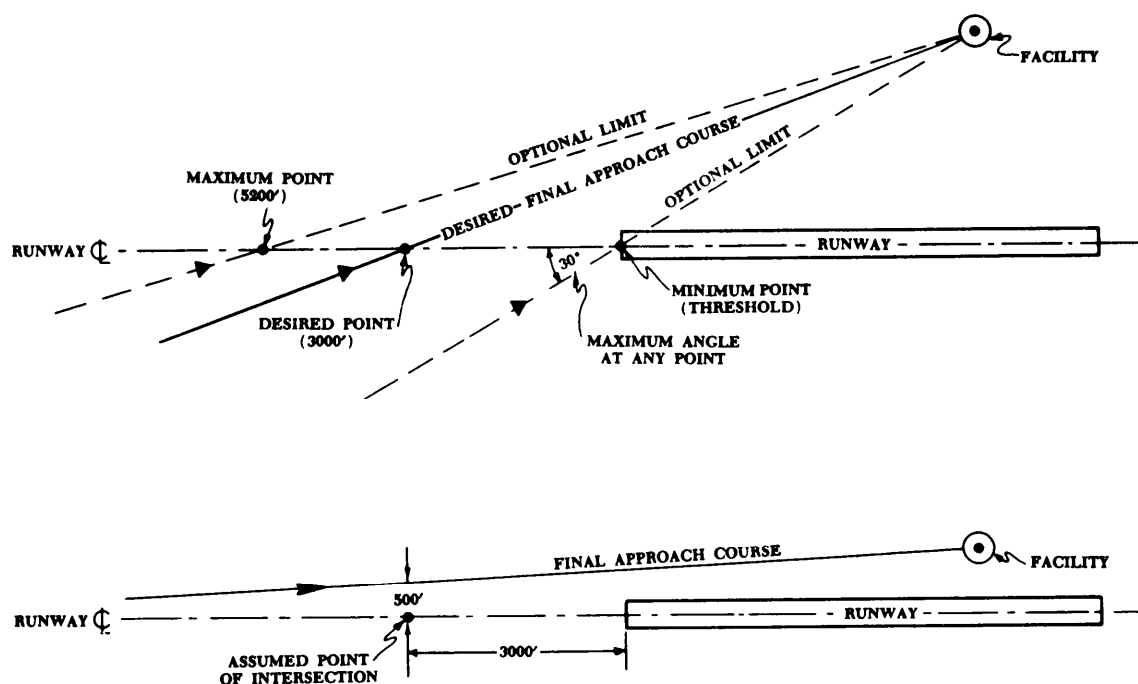 FACILITY
OPTIONAL LIMIT
DESIRED-FINAL APPROACH COURSE
OPTIONAL LIMIT
MAXIMUM POINT
(5200')
RUNWAY ℄
RUNWAY
30°
DESIRED POINT
(3000')
MINIMUM POINT
(THRESHOLD)
MAXIMUM ANGLE
AT ANY POINT
FINAL APPROACH COURSE
FACILITY
500'
RUNWAY ℄
RUNWAY
3000'
ASSUMED POINT
OF INTERSECTION